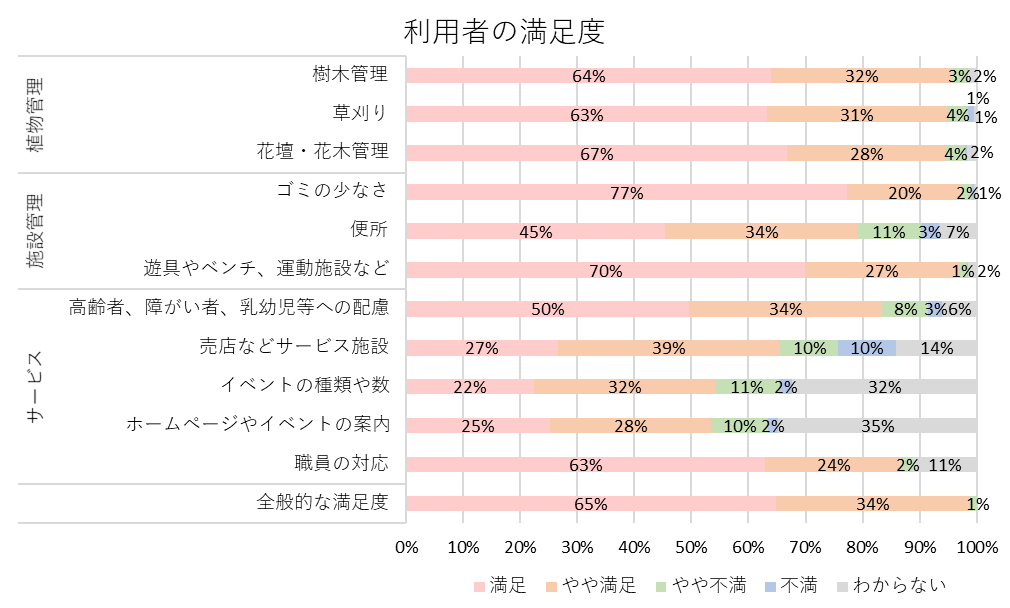 利用者の満足度
植物管理
樹木管理 64% 32% 3% 2%
草刈り 63% 31% 4% 1% 1%
花壇・花木管理 67% 28% 4% 2%
施設管理
ゴミの少なさ 77% 20% 2% 1%
便所 45% 34% 11% 3% 7%
遊具やベンチ、運動施設など 70% 27% 1% 2%
サービス
高齢者、障がい者、乳幼児等への配慮 50% 34% 8% 3% 6%
売店などサービス施設 27% 39% 10% 10% 14%
イベントの種類や数 22% 32% 11% 2% 32%
ホームページやイベントの案内 25% 28% 10% 2% 35%
職員の対応 63% 24% 2% 11%
全般的な満足度 65% 34% 1%
0% 10% 20% 30% 40% 50% 60% 70% 80% 90% 100%
満足 やや満足 やや不満 不満 わからない